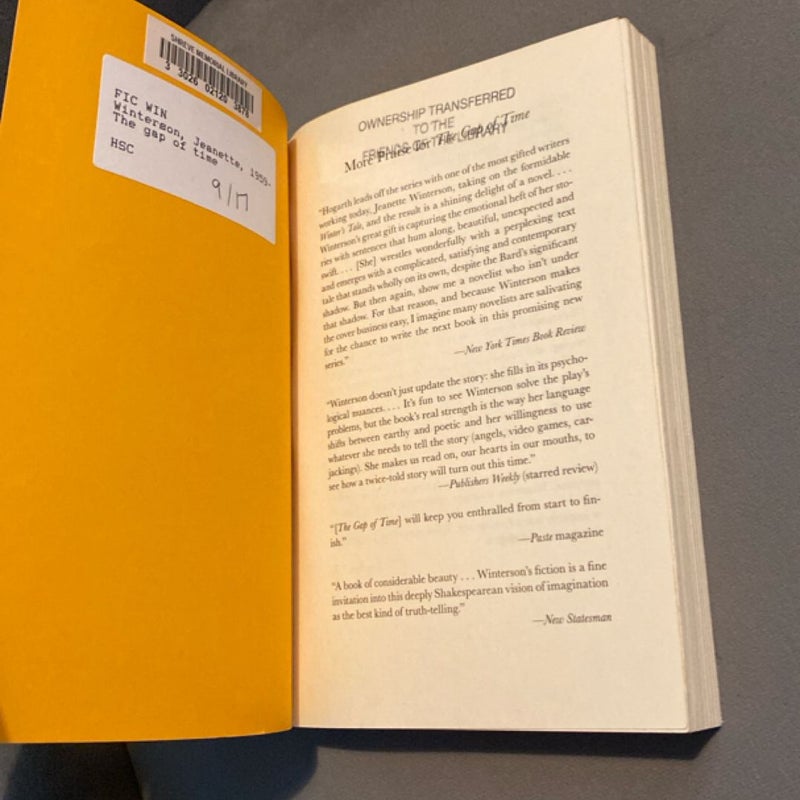 SHREVE MEMORIAL LIBRARY
3 3020 02120 3876
FIC WIN
Winterson, Jeanette, 1959-
The gap of time
HSC
9/17
OWNERSHIP TRANSFERRED
TO THE
FRIENDS OF THE LIBRARY
More Praise for The Gap of Time
“Hogarth leads off the series with one of the most gifted writers
working today, Jeanette Winterson, taking on the formidable
Winter’s Tale, and the result is a shining delight of a novel. . . .
Winterson’s great gift is capturing the emotional heft of her sto-
ries with sentences that hum along, beautiful, unexpected and
swift. . . . [She] wrestles wonderfully with a perplexing text
and emerges with a complicated, satisfying and contemporary
tale that stands wholly on its own, despite the Bard’s significant
shadow. But then again, show me a novelist who isn’t under
that shadow. For that reason, and because Winterson makes
the cover business easy, I imagine many novelists are salivating
for the chance to write the next book in this promising new
series.”
—New York Times Book Review
“Winterson doesn’t just update the story: she fills in its psycho-
logical nuances. . . . It’s fun to see Winterson solve the play’s
problems, but the book’s real strength is the way her language
shifts between earthy and poetic and her willingness to use
whatever she needs to tell the story (angels, video games, car-
jackings). She makes us read on, our hearts in our mouths, to
see how a twice-told story will turn out this time.”
—Publishers Weekly (starred review)
“[The Gap of Time] will keep you enthralled from start to fin-
ish.”
—Paste magazine
“A book of considerable beauty . . . Winterson’s fiction is a fine
invitation into this deeply Shakespearean vision of imagination
as the best kind of truth-telling.”
—New Statesman